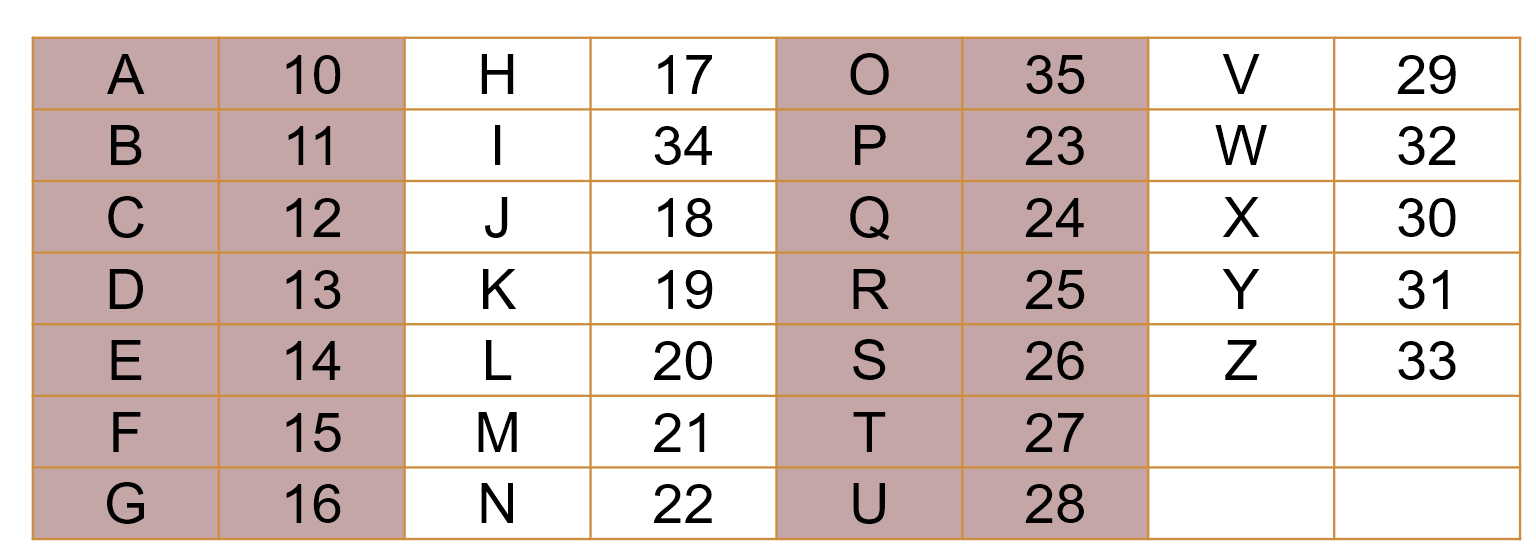 A 10 H 17 O 35 V 29
B 11 I 34 P 23 W 32
C 12 J 18 Q 24 X 30
D 13 K 19 R 25 Y 31
E 14 L 20 S 26 Z 33
F 15 M 21 T 27
G 16 N 22 U 28